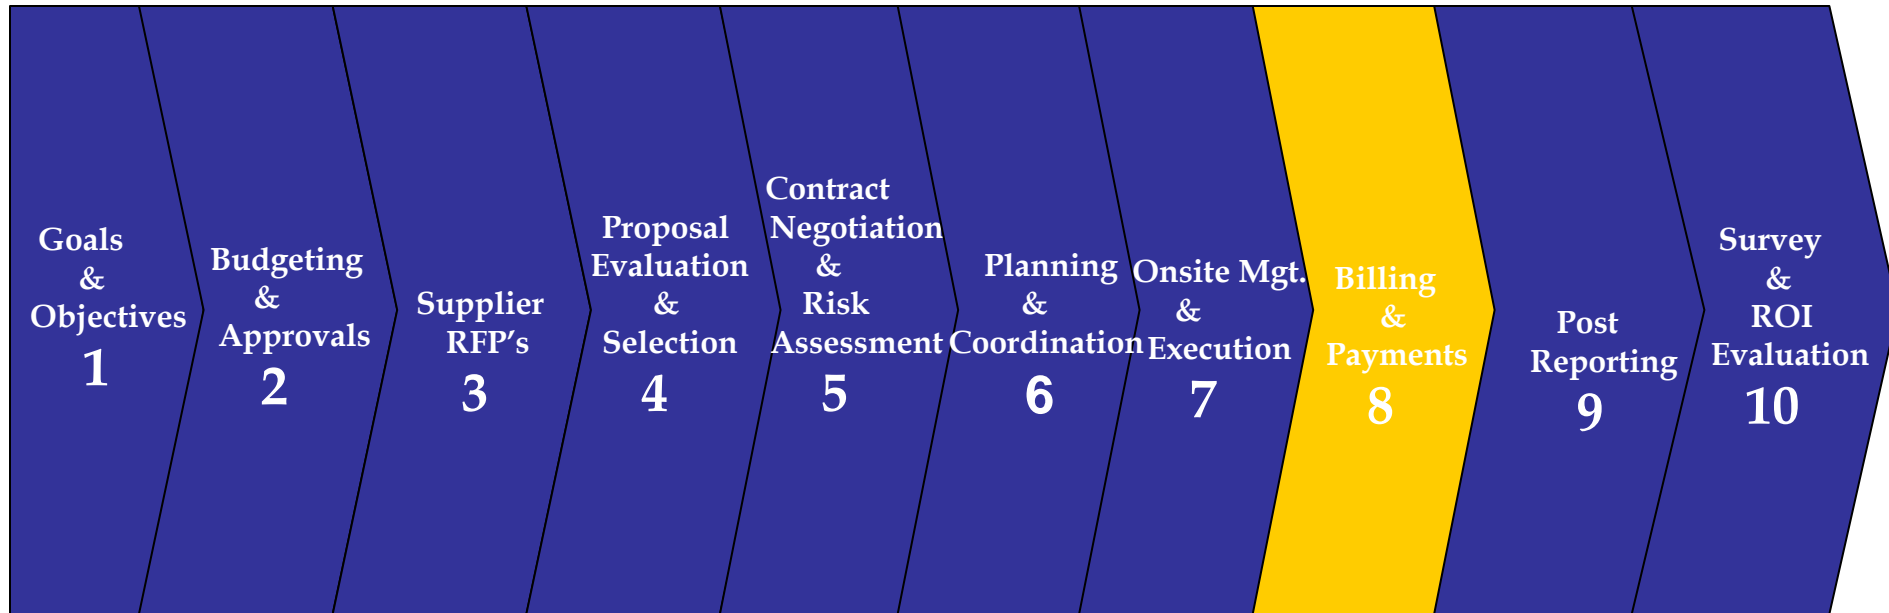 Goals
&
Objectives
1
Budgeting
&
Approvals
2
Supplier
RFP's
3
Proposal
Evaluation
&
Selection
4
Contract
Negotiation
&
Risk
Assessment
5
Planning
&
Coordination
6
Onsite Mgt.
&
Execution
7
Billing
&
Payments
8
Post
Reporting
9
Survey
&
ROI
Evaluation
10